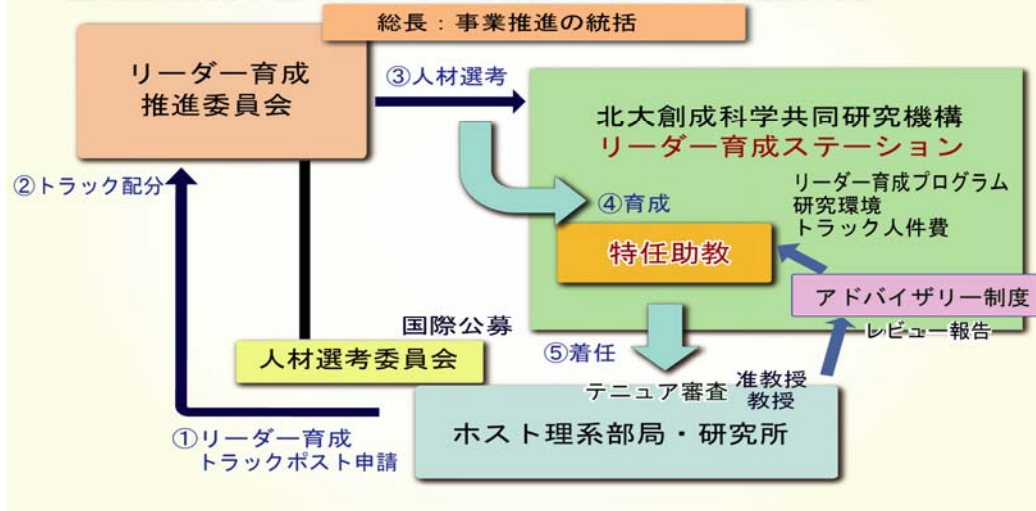 総長：事業推進の統括
リーダー育成
推進委員会
③人材選考
北大創成科学共同研究機構
リーダー育成ステーション
②トラック配分
リーダー育成プログラム
研究環境
トラック人件費
④育成
特任助教
アドバイザリー制度
レビュー報告
国際公募
人材選考委員会
⑤着任
テニュア審査
准教授
教授
ホスト理系部局・研究所
①リーダー育成
トラックポスト申請